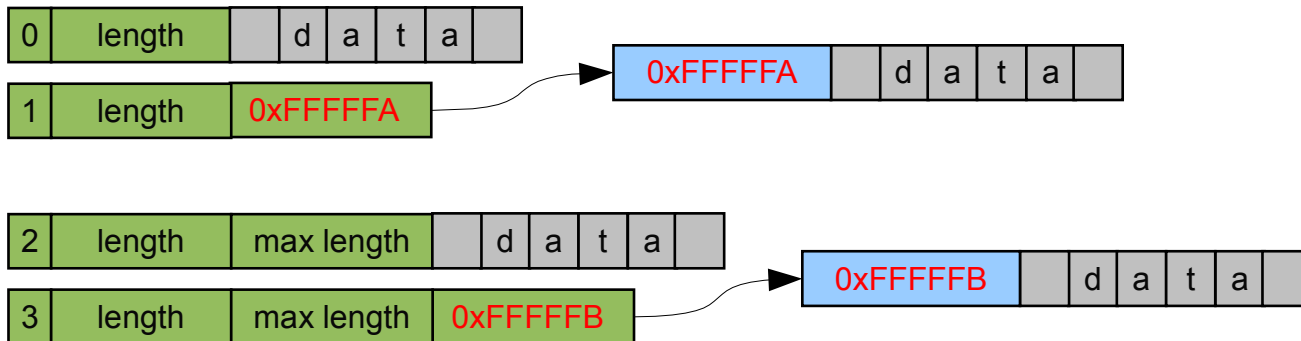 0 length d a t a
0xFFFFFA d a t a
1 length 0xFFFFFA
2 length max length d a t a
0xFFFFFB d a t a
3 length max length 0xFFFFFB